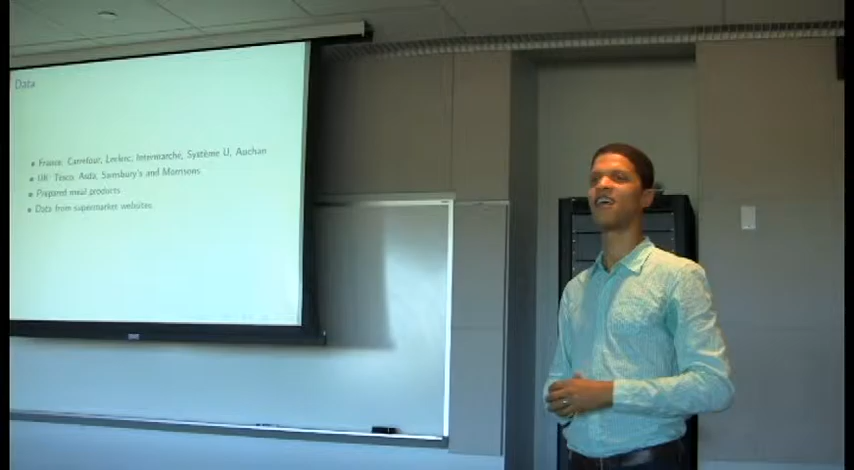 Data
France: Carrefour, Leclerc, Intermarché, Système U, Auchan
UK: Tesco, Asda, Sainsbury's and Morrisons
Prepared meal products
Data from supermarket websites